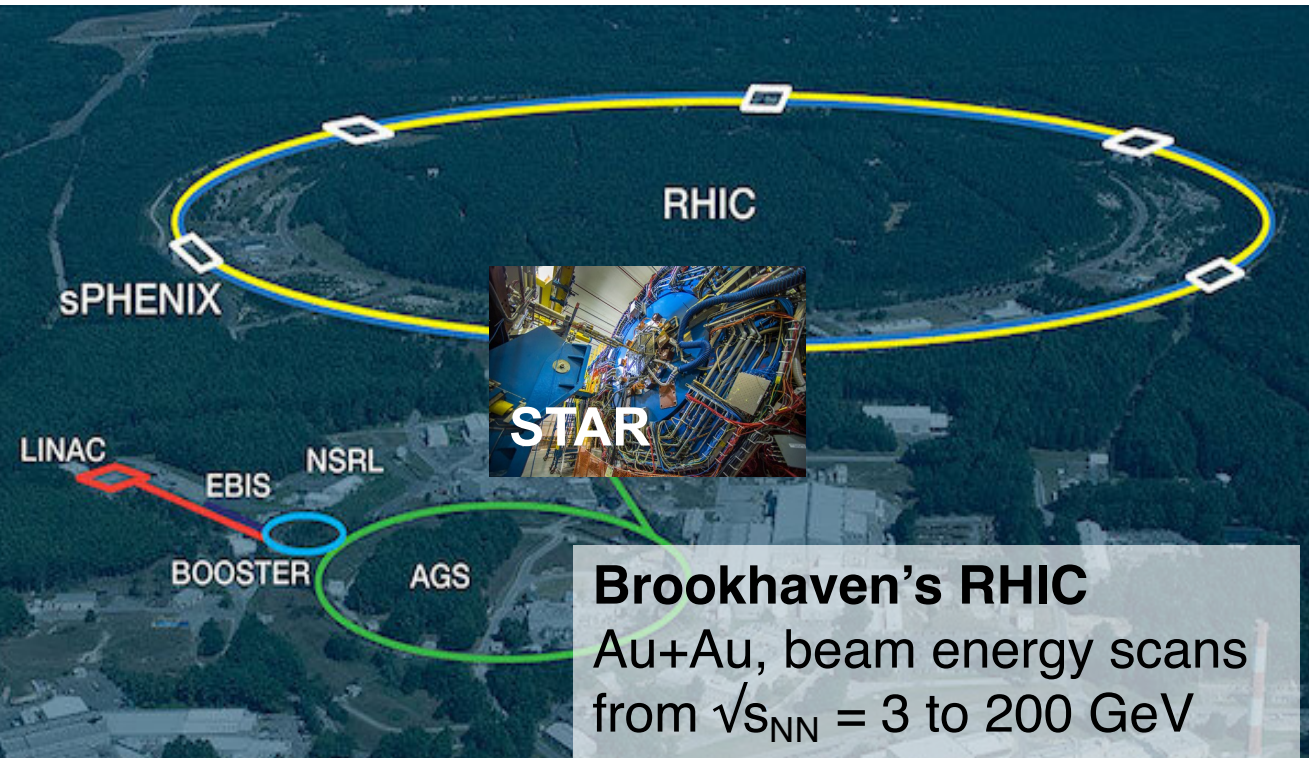 RHIC
sPHENIX
STAR
LINAC
NSRL
EBIS
BOOSTER
AGS
Brookhaven’s RHIC
Au+Au, beam energy scans
from √sNN = 3 to 200 GeV